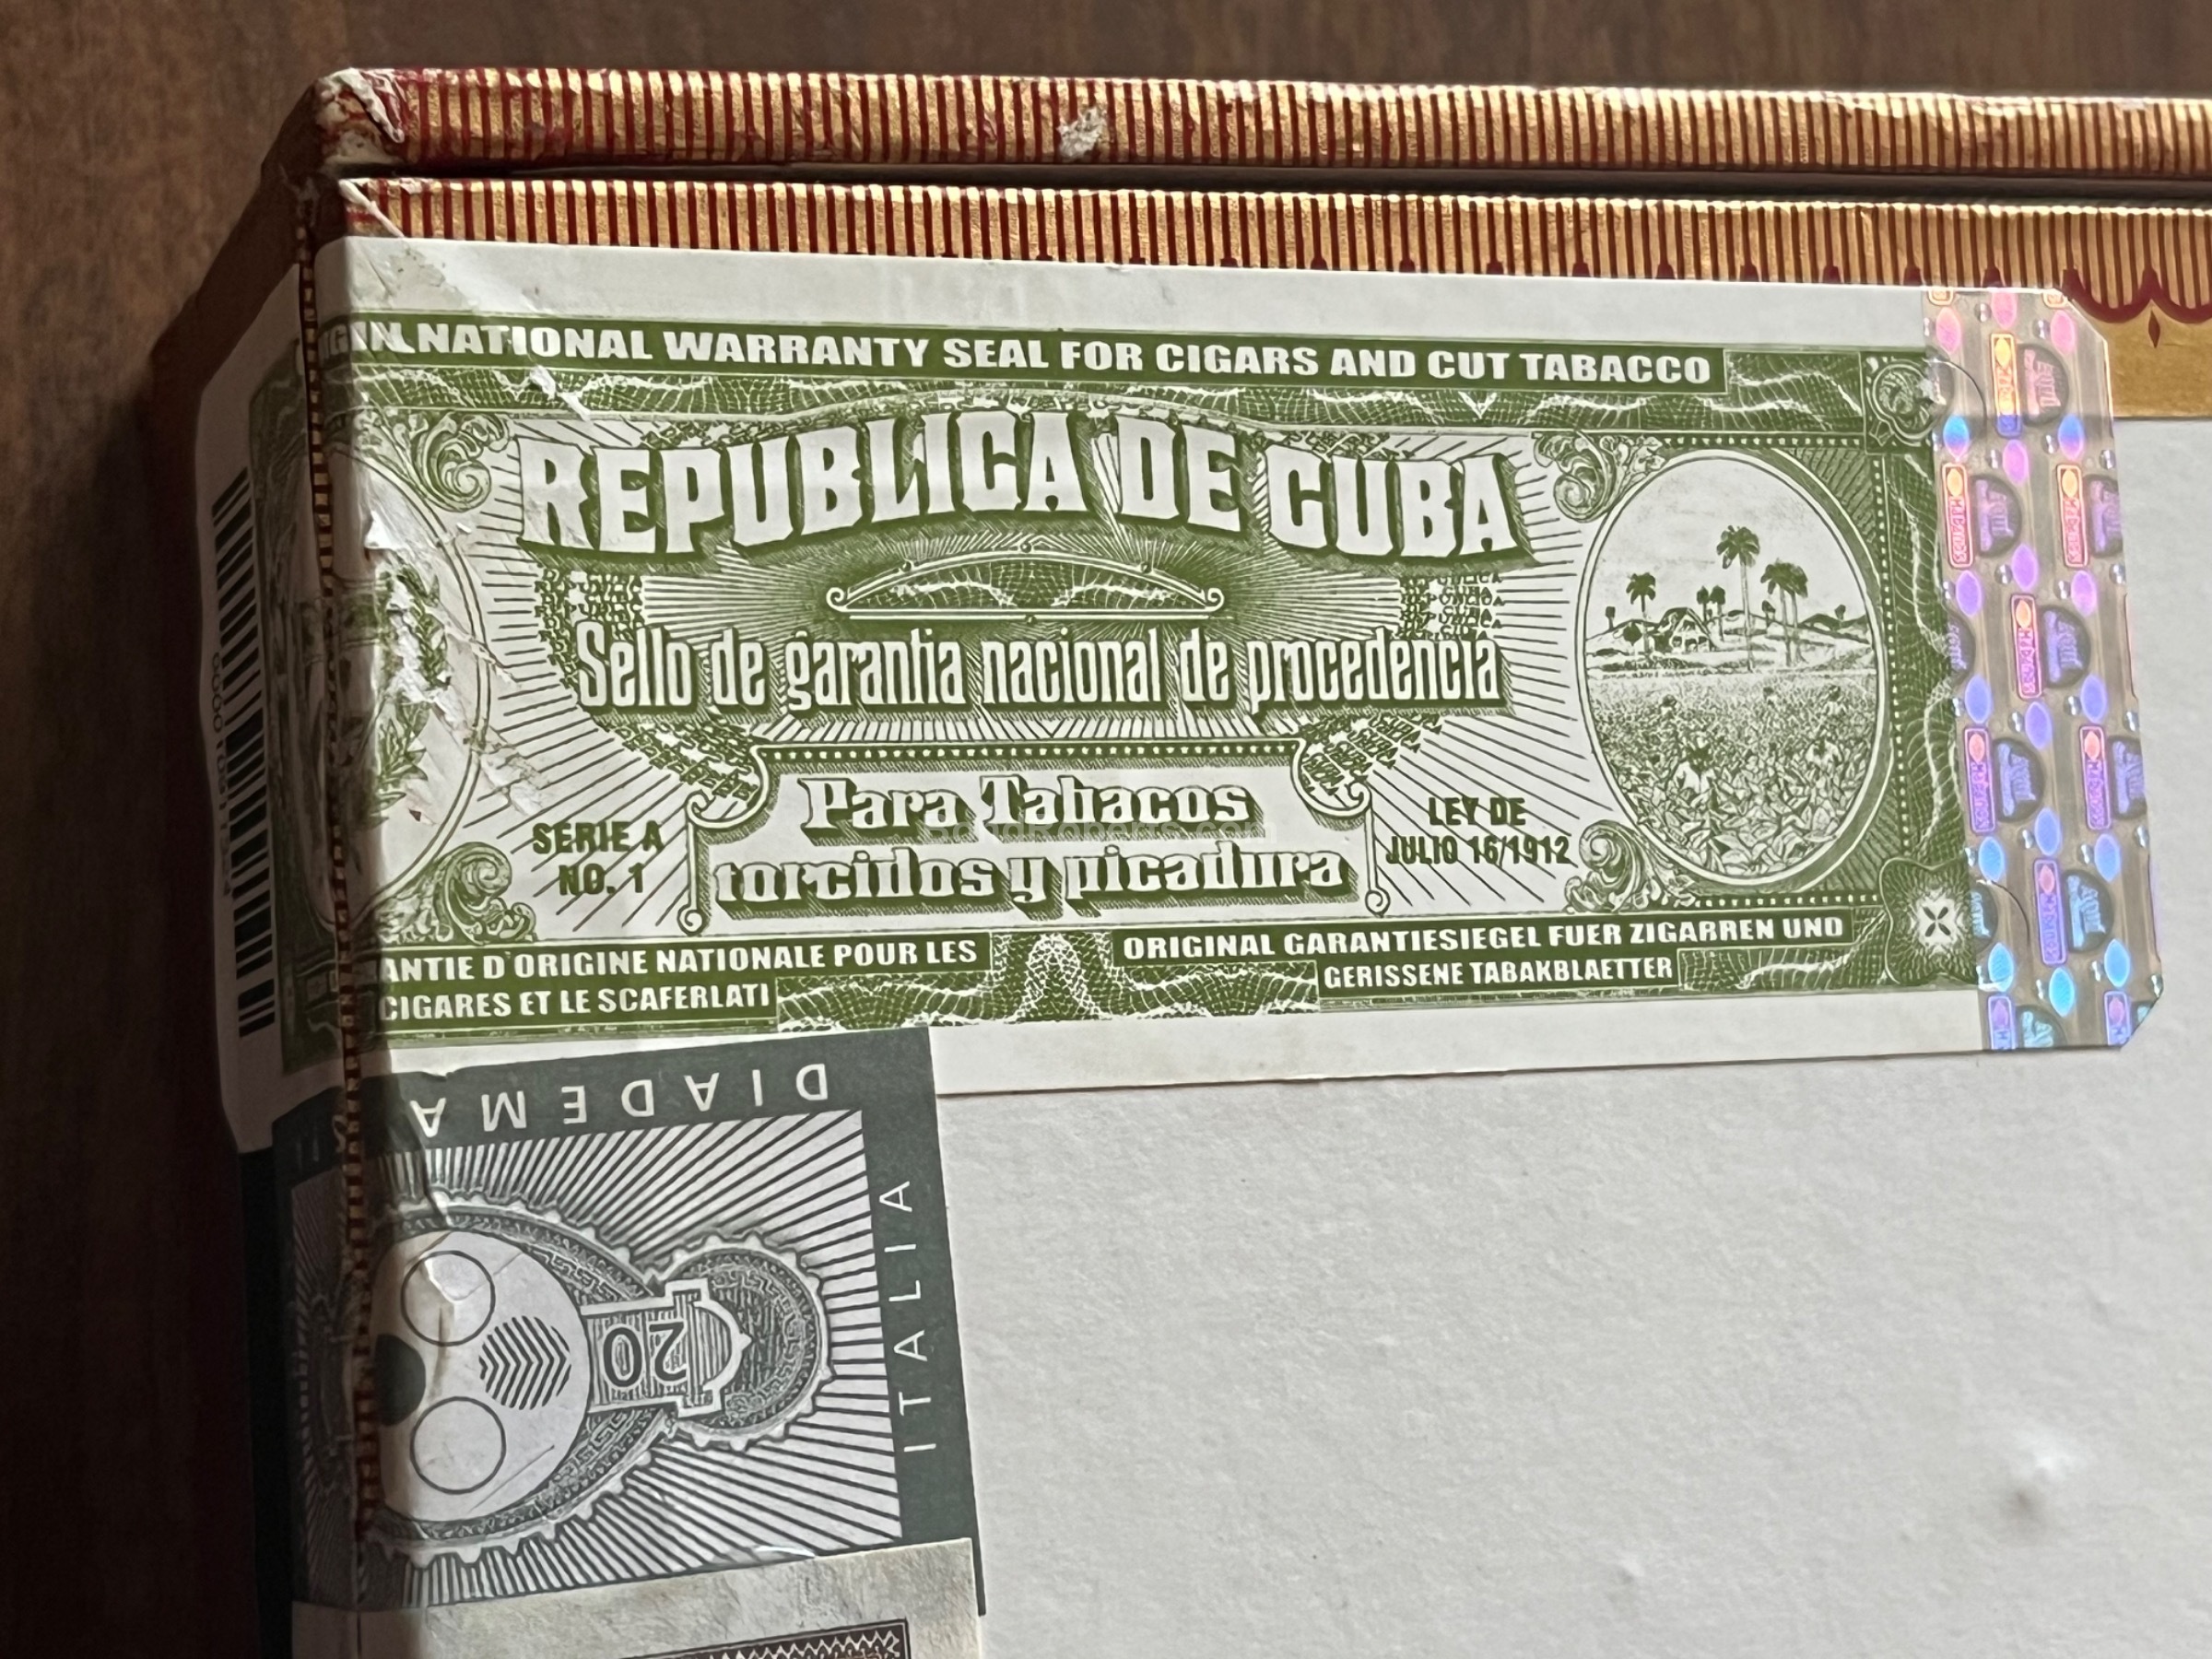 NATIONAL WARRANTY SEAL FOR CIGARS AND CUT TABACCO
REPUBLICA DE CUBA
Sello de garantia nacional de procedencia
Para Tabacos
torcidos y picadura
SERIE A
NO. 1
LEY DE
JULIO 16/1912
ANTIE D'ORIGINE NATIONALE POUR LES
CIGARES ET LE SCAFERLATI
ORIGINAL GARANTIESIEGEL FUER ZIGARREN UND
GERISSENE TABAKBLAETTER
DIADEMA
ITALIA
20